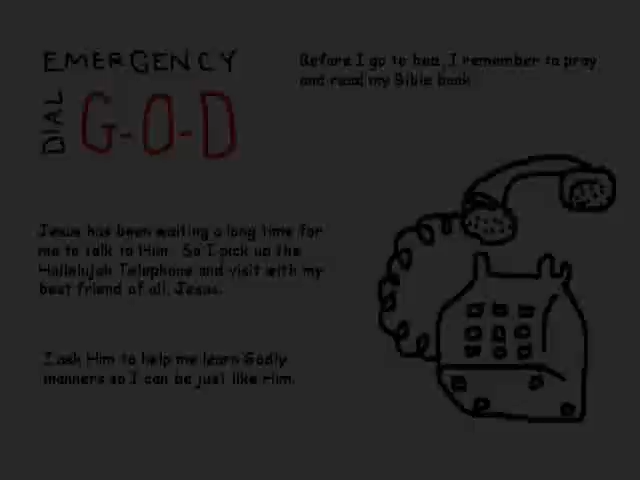 EMERGENCY
DIAL
G-O-D
Before I go to bed, I remember to pray
and read my Bible book.
Jesus has been waiting a long time for
me to talk to Him. So I pick up the
Hallelujah Telephone and visit with my
best friend of all, Jesus.
I ask Him to help me learn Godly
manners so I can be just like Him.